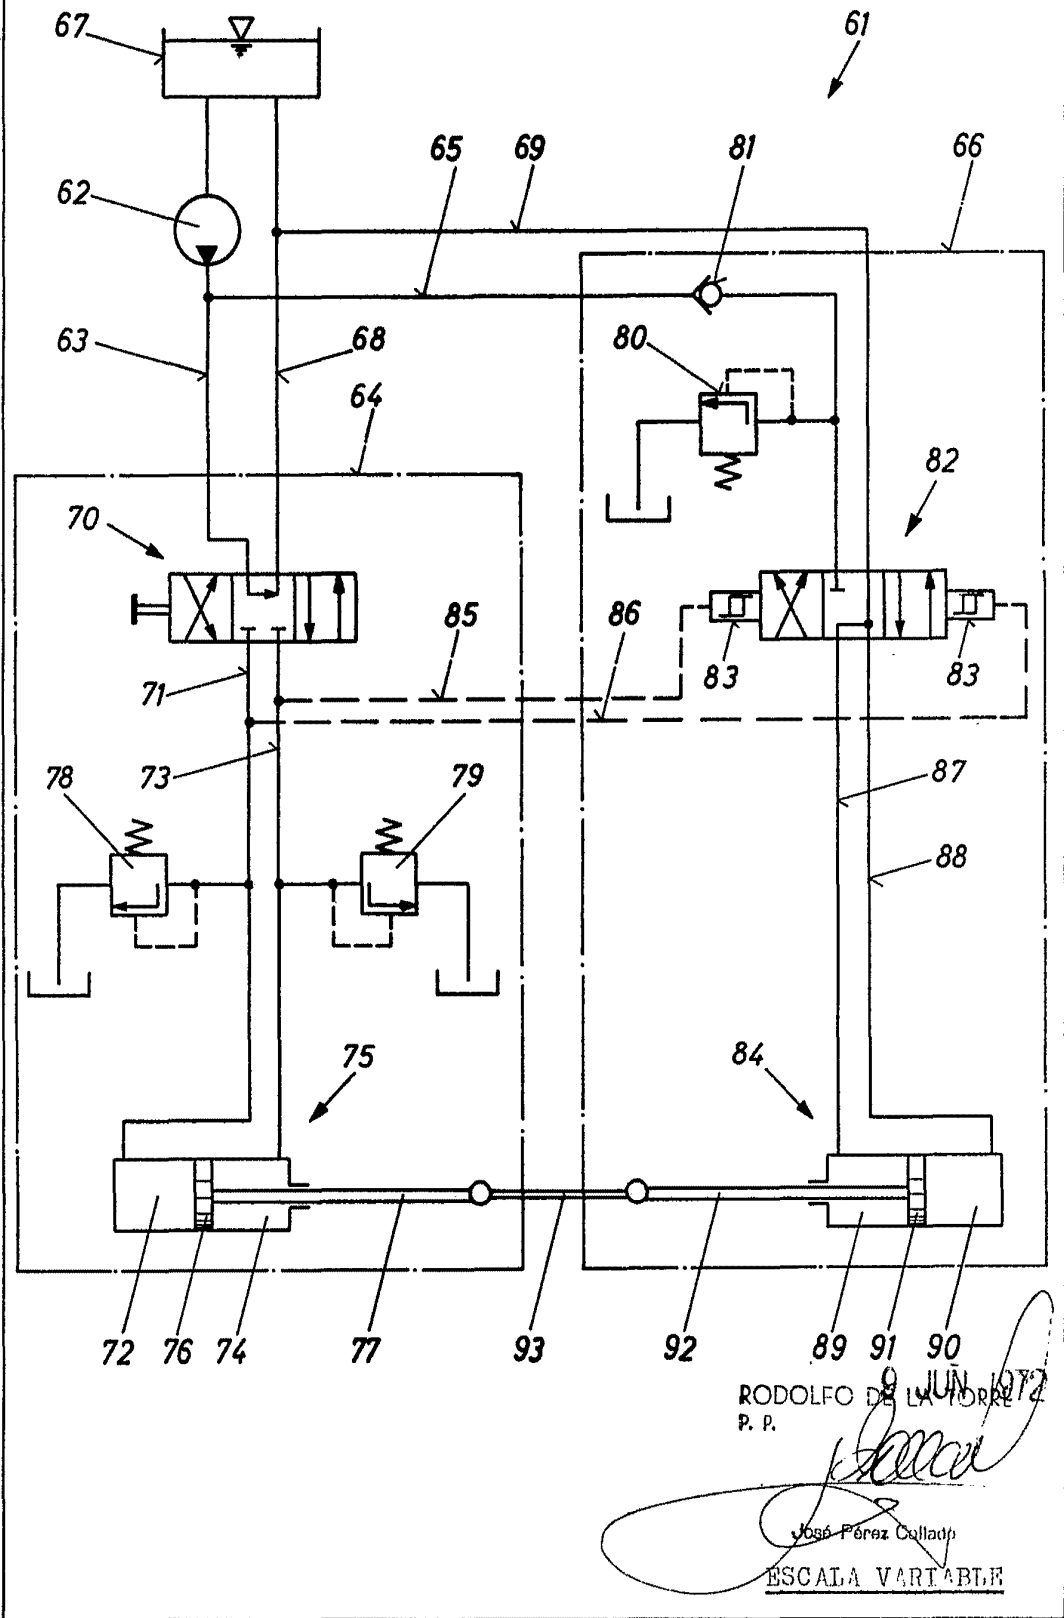 67
61
65 69 81 66
62
63 68 80
64
82
70
85 86
83 83
71
73 87
78 79
88
75 84
72 76 74 77 93 92 89 91 90
9 JUN 1972
RODOLFO DE LA TORRE
P. P.
José Pérez Collado
ESCALA VARIABLE